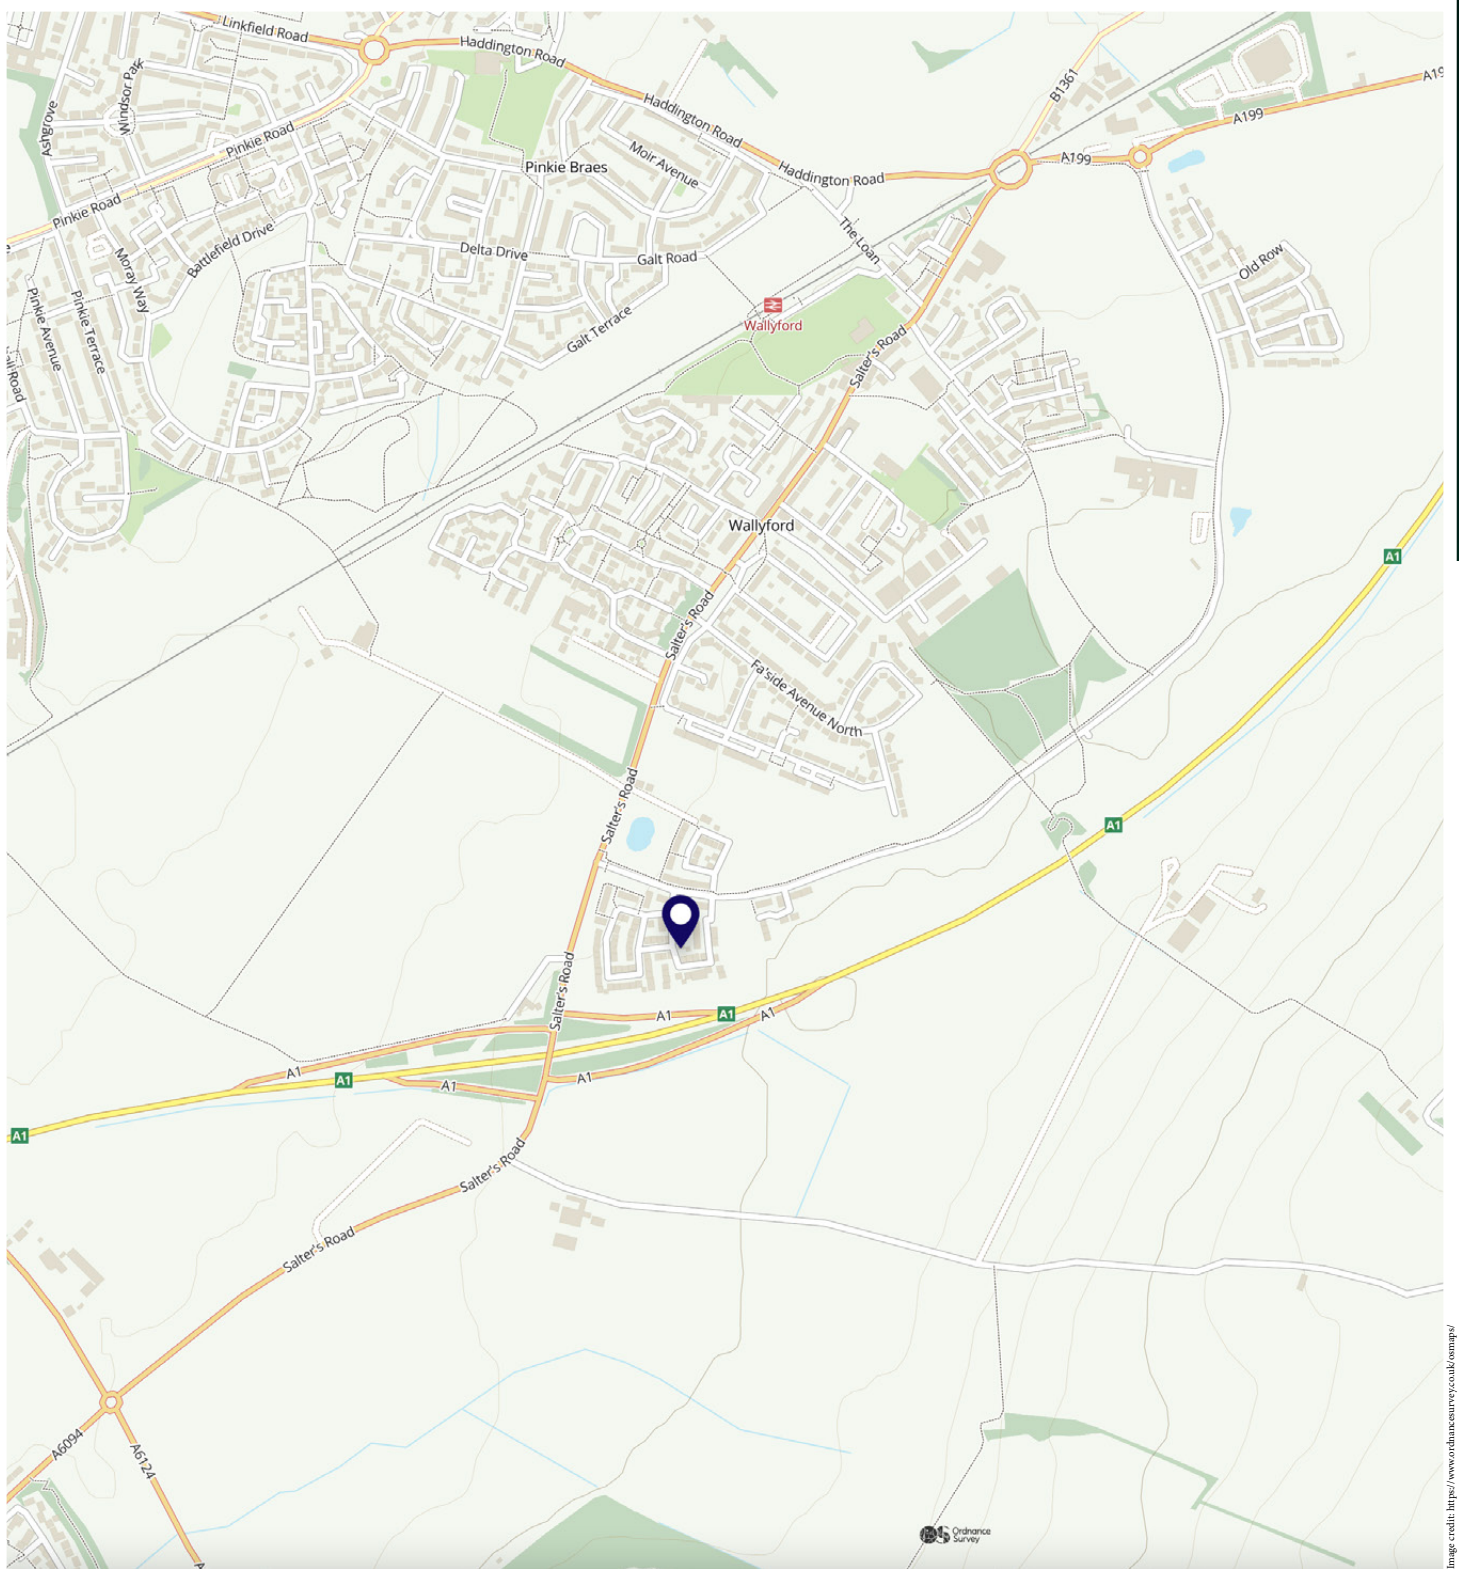 Linkfield Road
Haddington Road
Windsor Park
Ashgrove
Pinkie Road
Haddington Road
B1361
A199
A199
Moir Avenue
Pinkie Braes
Haddington Road
Pinkie Road
The Loan
Battlefield Drive
Delta Drive
Galt Road
Old Row
Moray Way
Pinkie Avenue
Pinkie Terrace
Galt Terrace
Wallyford
Salter's Road
Road
Wallyford
A1
Salter's Road
Fa'side Avenue North
Salter's Road
A1
Salter's Road
A1
A1
A1
A1
A1
A1
A1
A1
Salter's Road
Salter's Road
A6094
A6124
Ordnance
Survey
Image credit: https://www.ordnancesurvey.co.uk/osmaps/